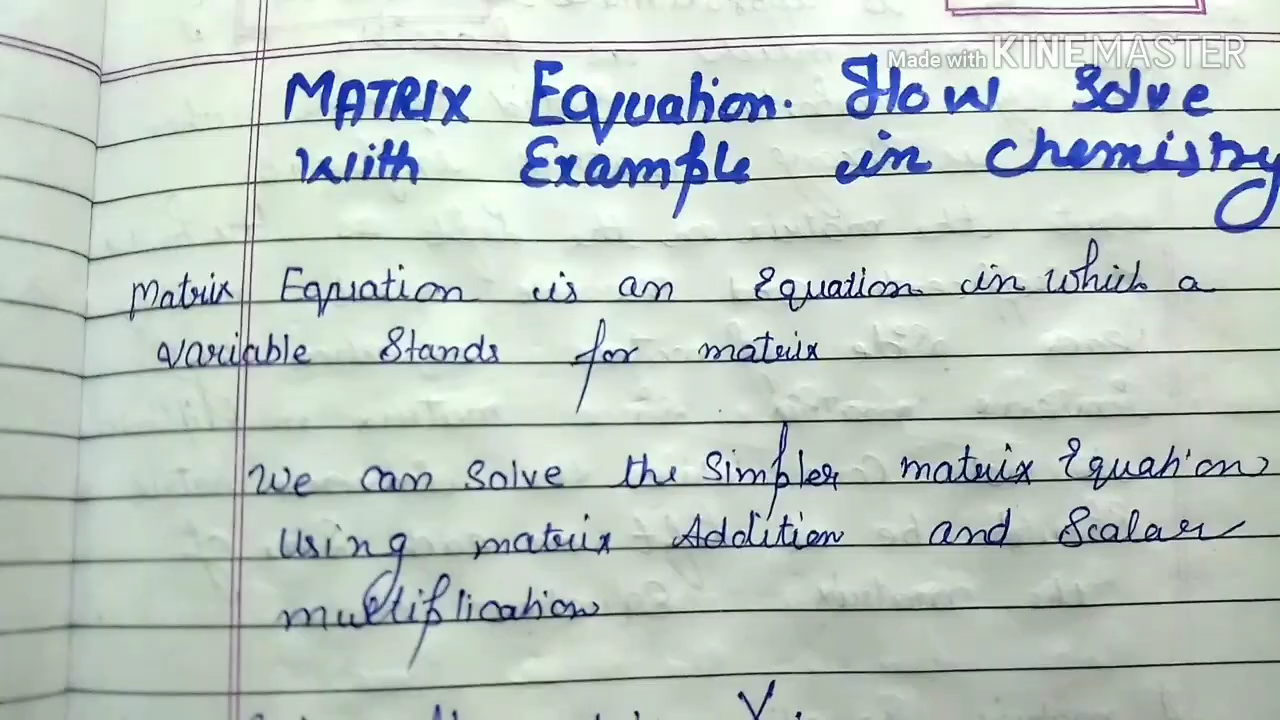 Made with KINEMASTER
MATRIX Equation. How Solve
With Example in Chemistry
Matrix Equation is an Equation in which a
variable Stands for matrix
We can Solve the Simpler matrix Equation
Using matrix Addition and Scalar
multiplication